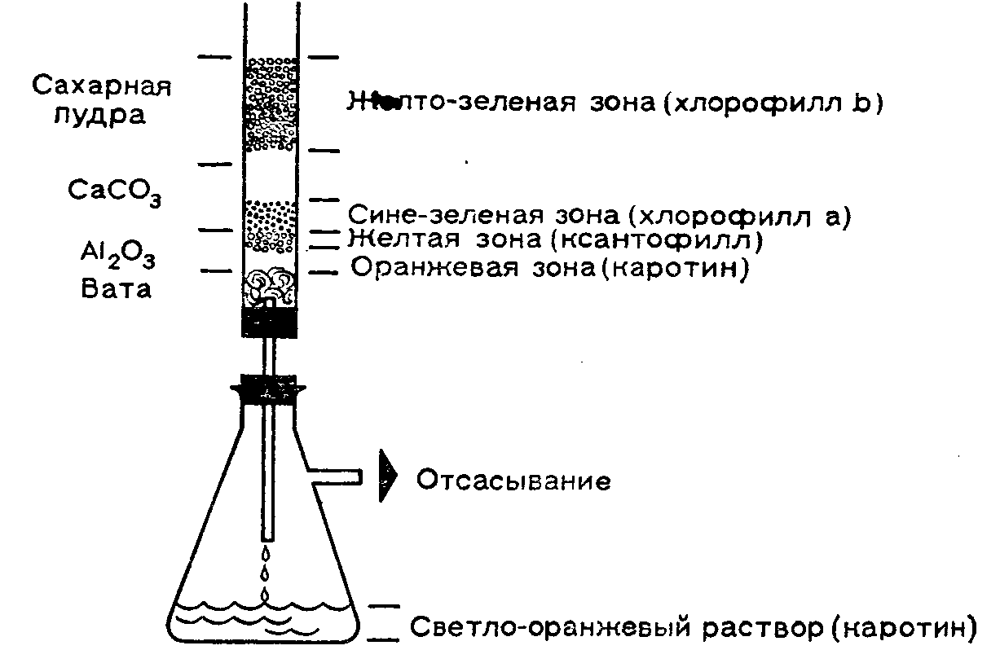 Сахарная
пудра
CaCO3
Al2O3
Вата
Желто-зеленая зона (хлорофилл b)
Сине-зеленая зона (хлорофилл a)
Желтая зона (ксантофилл)
Оранжевая зона (каротин)
Отсасывание
Светло-оранжевый раствор (каротин)